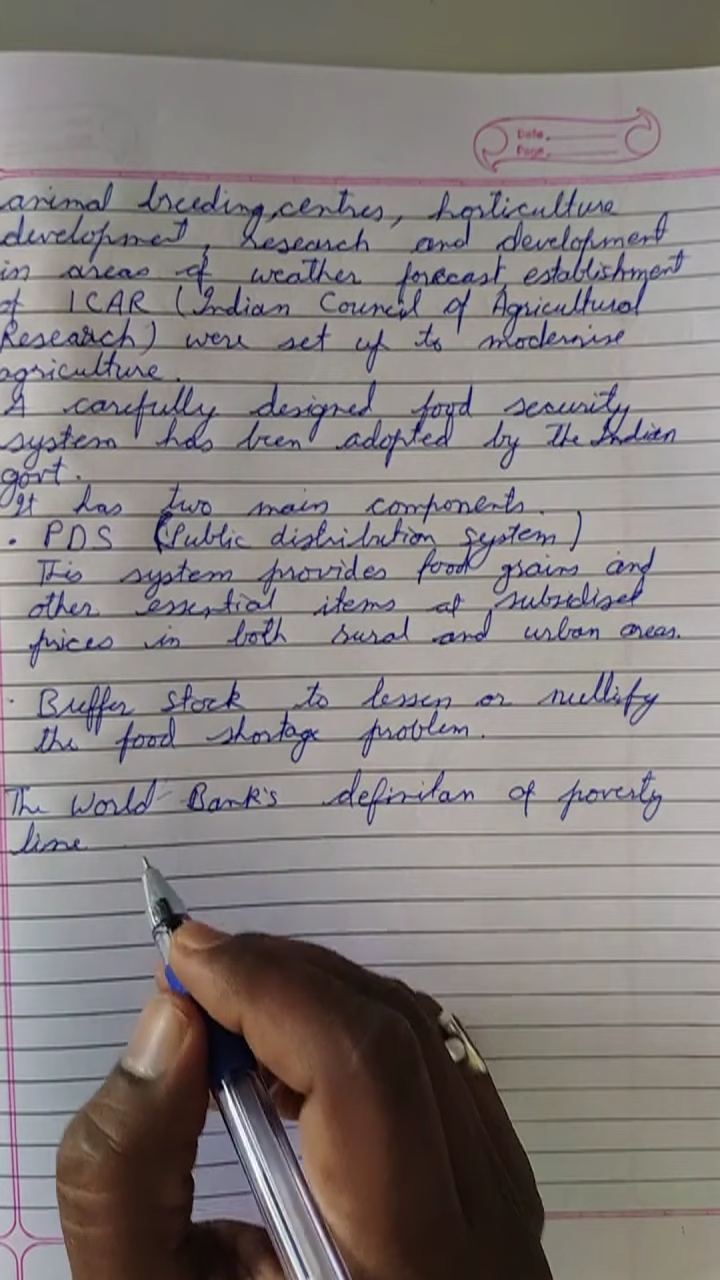 Date.
Page.
animal breeding centres, horticulture
development, Research and development
in areas of weather forecast, establishment
of ICAR (Indian Council of Agricultural
Research) were set up to modernise
agriculture.
A carefully designed food security
system has been adopted by the Indian
govt.
It has two main components.
• PDS (Public distribution system)
This system provides food grains and
other essential items at subsidised
prices in both rural and urban areas.
• Buffer stock to lessen or nullify
the food shortage problem.
The World Bank's definitan of poverty
line